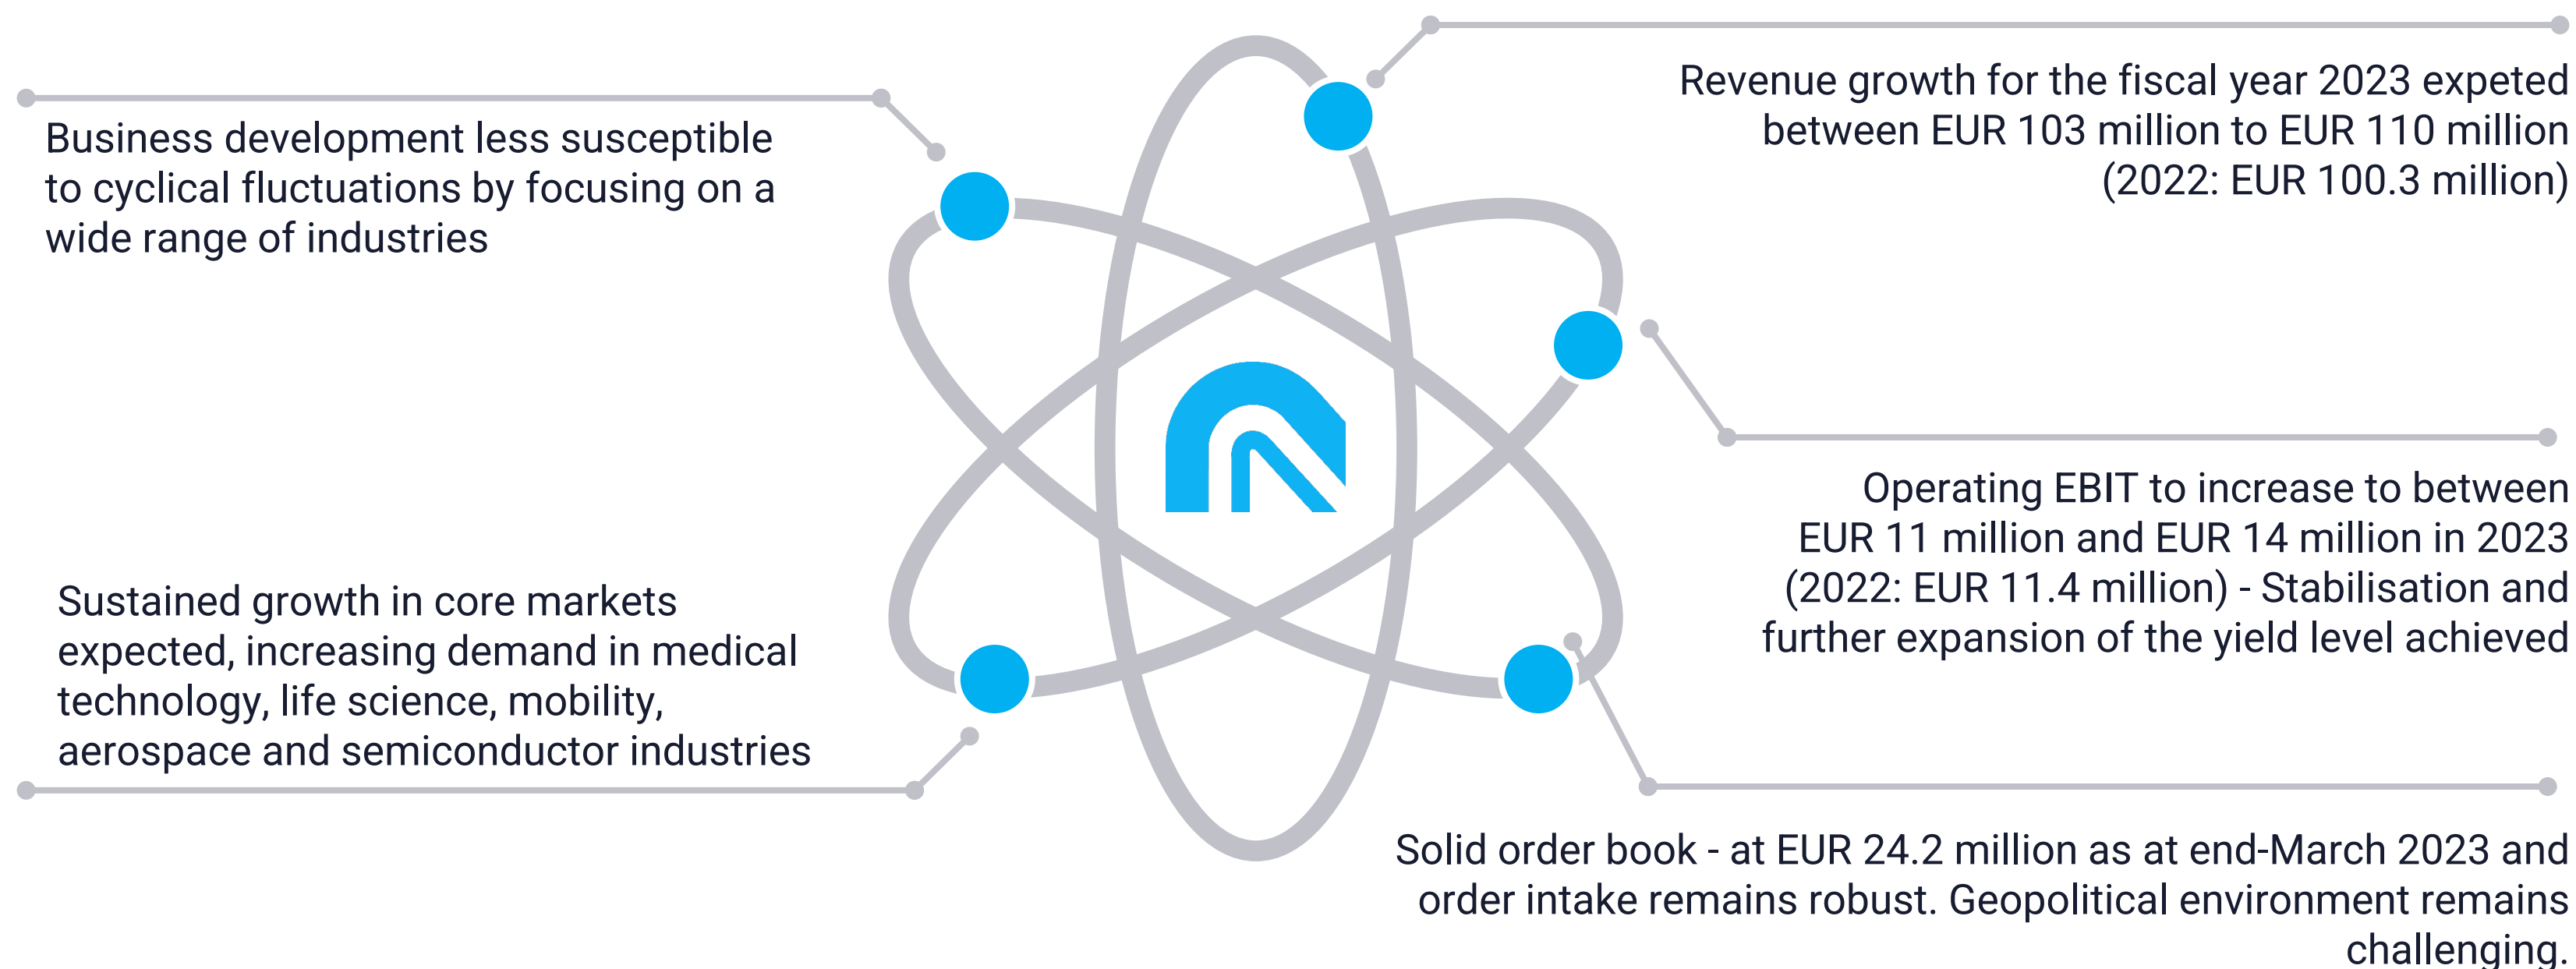 Business development less susceptible
to cyclical fluctuations by focusing on a
wide range of industries
Sustained growth in core markets
expected, increasing demand in medical
technology, life science, mobility,
aerospace and semiconductor industries
Revenue growth for the fiscal year 2023 expeted
between EUR 103 million to EUR 110 million
(2022: EUR 100.3 million)
Operating EBIT to increase to between
EUR 11 million and EUR 14 million in 2023
(2022: EUR 11.4 million) - Stabilisation and
further expansion of the yield level achieved
Solid order book - at EUR 24.2 million as at end-March 2023 and
order intake remains robust. Geopolitical environment remains
challenging.